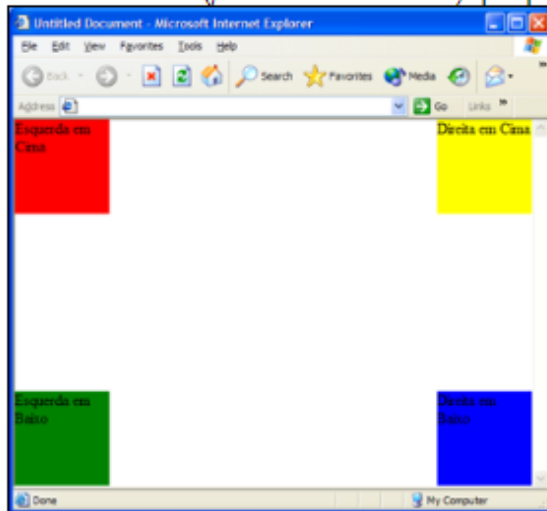 Untitled Document - Microsoft Internet Explorer
File Edit View Favorites Tools Help
Back Search Favorites Media
Address Go Links »
Esquerda em
Cima
Direita em Cima
Esquerda em
Baixo
Direita em
Baixo
Done My Computer